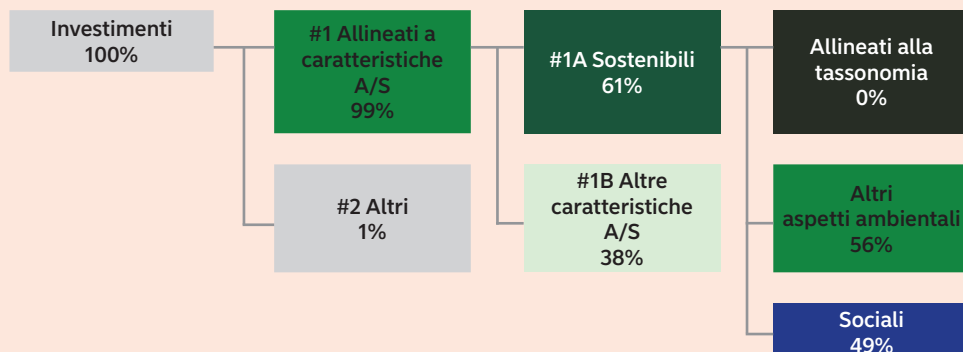 Investimenti
100%
#1 Allineati a
caratteristiche
A/S
99%
#1A Sostenibili
61%
Allineati alla
tassonomia
0%
#2 Altri
1%
#1B Altre
caratteristiche
A/S
38%
Altri
aspetti ambientali
56%
Sociali
49%